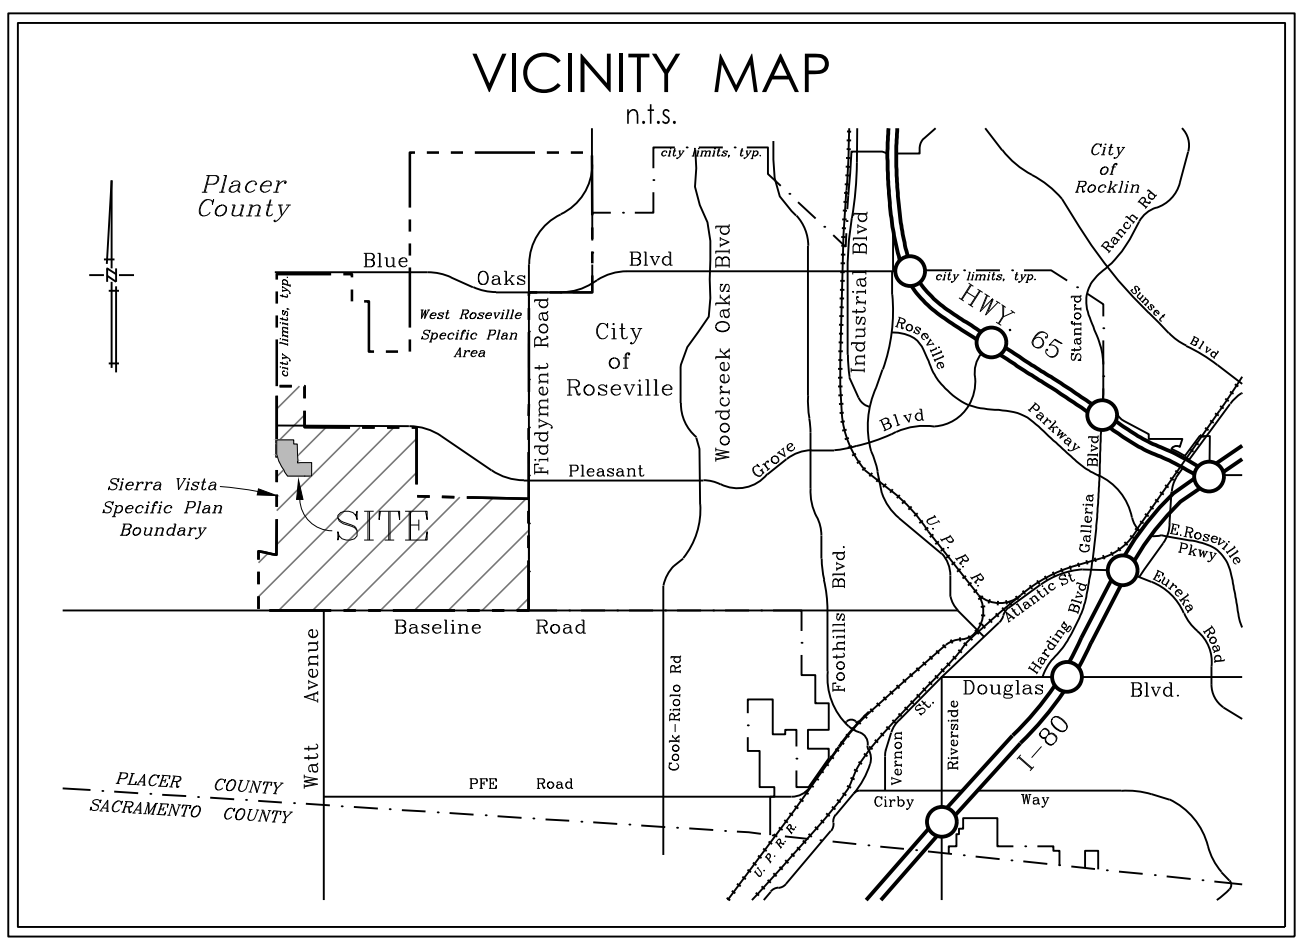 VICINITY MAP
n.t.s.
Placer
County
city limits, typ.
City
of
Rocklin
Ranch Rd
Blue Oaks Blvd
city limits, typ.
HWY. 65
Stanford
Sunset Blvd
city limits, typ.
West Roseville
Specific Plan
Area
Fiddyment Road
City
of
Roseville
Woodcreek Oaks Blvd
Industrial Blvd
Roseville Parkway
Pleasant Grove Blvd
Galleria Blvd
Sierra Vista
Specific Plan
Boundary
SITE
N
U. P. R. R.
E.Roseville
Pkwy
Eureka Road
Atlantic St
Harding Blvd
Baseline Road
Watt Avenue
Cook-Riolo Rd
Foothills Blvd.
Douglas Blvd.
Vernon St.
Riverside
I-80
PLACER COUNTY
SACRAMENTO COUNTY
PFE Road
Cirby Way
U. P. R. R.